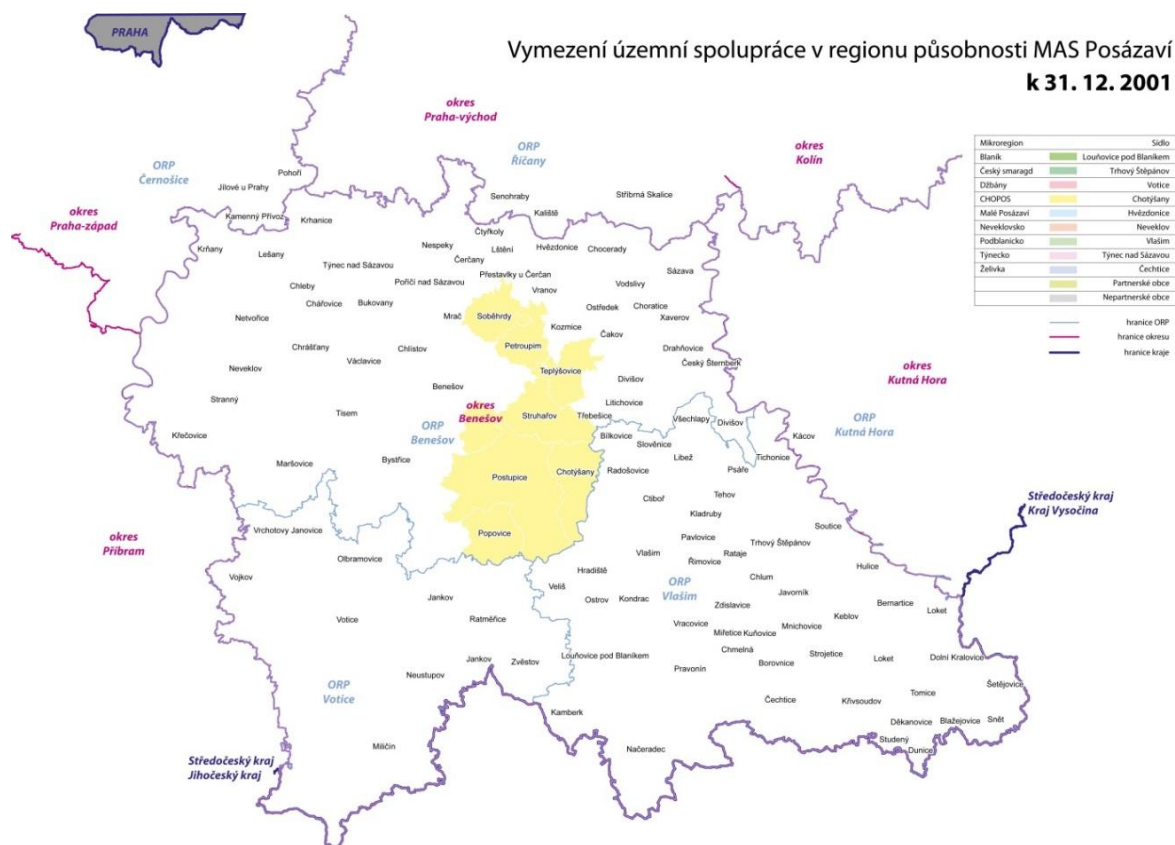 PRAHA
Vymezení územní spolupráce v regionu působnosti MAS Posázaví
k 31. 12. 2001
okres
Praha-východ
ORP
Říčany
okres
Kolín
ORP
Černošice
okres
Praha-západ
Mikroregion Sídlo
Blaník Louňovice pod Blaníkem
Český smaragd Trhový Štěpánov
Džbány Votice
CHOPOS Chotýšany
Malé Posázaví Hvězdonice
Neveklovsko Neveklov
Podblanicko Vlašim
Týnecko Týnec nad Sázavou
Želivka Čechtice
Partnerské obce
Nepartnerské obce
hranice ORP
hranice okresu
hranice kraje
Pohoří
Jílové u Prahy
Kamenný Přívoz
Krhanice
Senohraby
Stříbrná Skalice
Kaliště
Čtyřkoly
Krňany
Lešany
Nespeky
Lštění
Hvězdonice
Chocerady
Čerčany
Týnec nad Sázavou
Přestavlky u Čerčan
Sázava
Poříčí nad Sázavou
Vodslivy
Chleby
Vranov
Chářovice
Bukovany
Ostředek
Choratice
Netvořice
Mrač
Soběhrdy
Xaverov
Kozmice
Čakov
Chrášťany
Chlístov
Petroupim
Drahňovice
Václavice
Český Šternberk
Neveklov
Teplýšovice
okres
Kutná Hora
Benešov
Divišov
Stranný
Litichovice
Tisem
okres
Benešov
Struhařov
Třebešice
Všechlapy
Divišov
ORP
Kutná Hora
ORP
Benešov
Křečovice
Bílkovice
Kácov
Slověnice
Libež
Tichonice
Bystřice
Maršovice
Chotýšany
Radošovice
Psáře
Postupice
Ctiboř
Tehov
Středočeský kraj
Kraj Vysočina
Kladruby
Vrchotovy Janovice
Popovice
Soutice
okres
Příbram
Pavlovice
Trhový Štěpánov
Olbramovice
Vlašim
Rataje
Římovice
Hulice
Hradiště
Vojkov
Veliš
ORP
Vlašim
Chlum
Javorník
Jankov
Ostrov
Kondrac
Zdislavice
Bernartice
Loket
Votice
Ratměřice
Vracovice
Keblov
Mnichovice
Miřetice
Kuňovice
Chmelná
Jankov
Zvěstov
Louňovice pod Blaníkem
Strojetice
Loket
Dolní Kralovice
Pravonín
Borovnice
Neustupov
ORP
Votice
Šetějovice
Čechtice
Křivsoudov
Tomice
Kamberk
Děkanovice
Blažejovice
Snět
Miličín
Načeradec
Studený
Dunice
Středočeský kraj
Jihočeský kraj